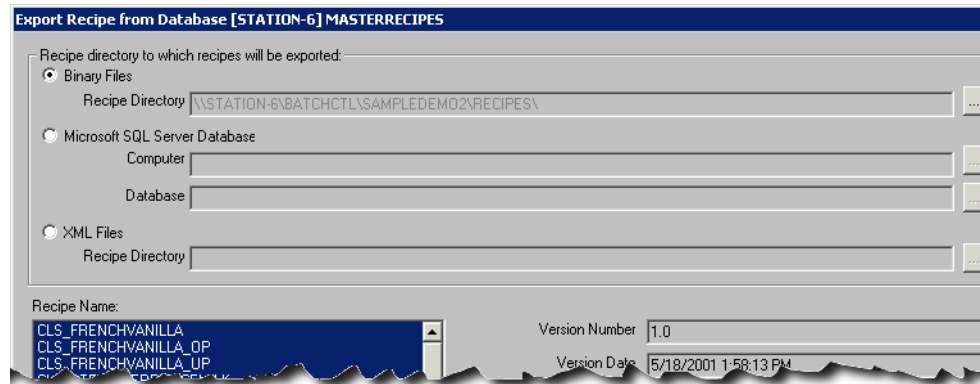 Export Recipe from Database [STATION-6] MASTERRECIPES
Recipe directory to which recipes will be exported:
Binary Files
Recipe Directory \\STATION-6\BATCHCTL\SAMPLEDEMO2\RECIPES\ ...
Microsoft SQL Server Database
Computer ...
Database ...
XML Files
Recipe Directory ...
Recipe Name:
CLS_FRENCHVANILLA
Version Number 1.0
CLS_FRENCHVANILLA_OP
CLS_FRENCHVANILLA_UP
Version Date 5/18/2001 1:58:13 PM